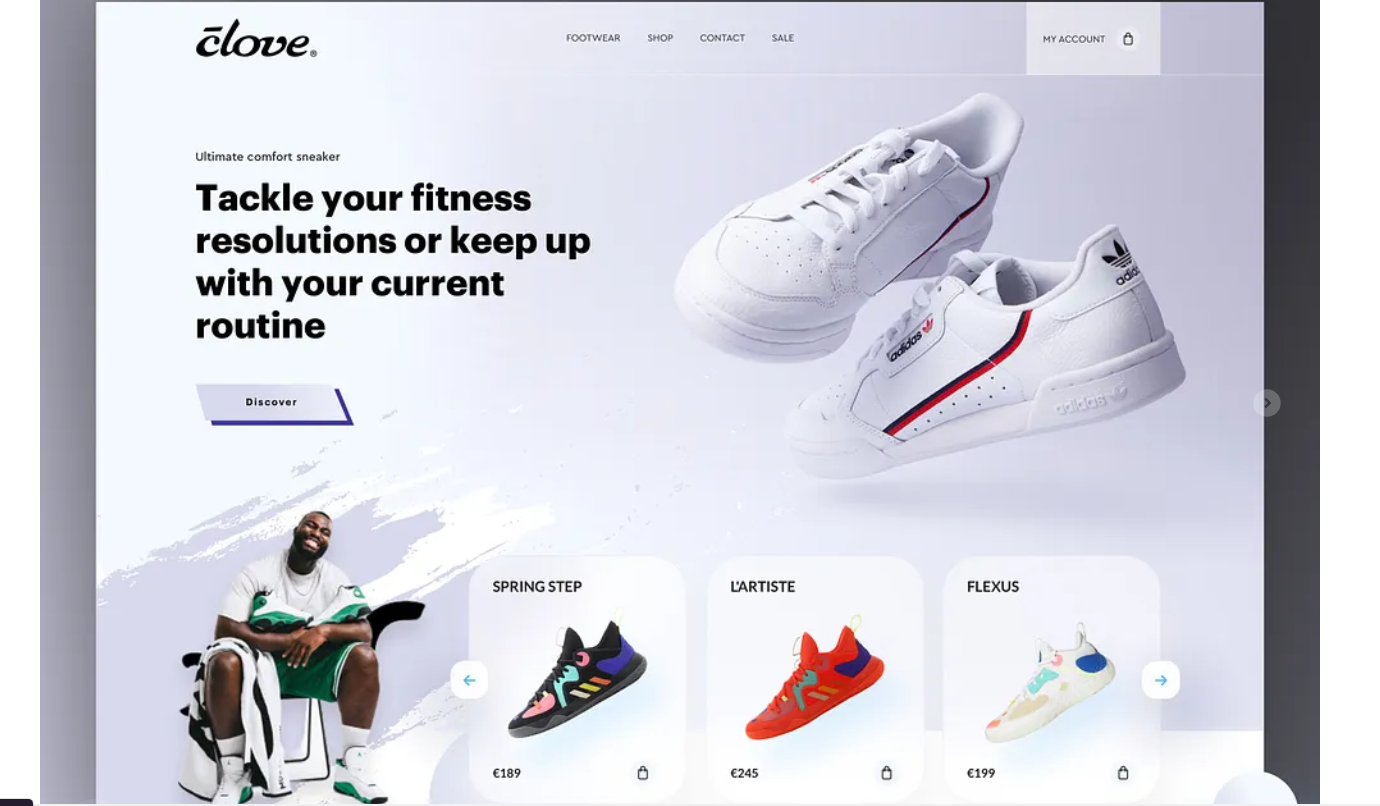 clove®
FOOTWEAR SHOP CONTACT SALE
MY ACCOUNT
Ultimate comfort sneaker
Tackle your fitness
resolutions or keep up
with your current
routine
Discover
adidas
adidas
adidas
SPRING STEP
L'ARTISTE
FLEXUS
€189
€245
€199